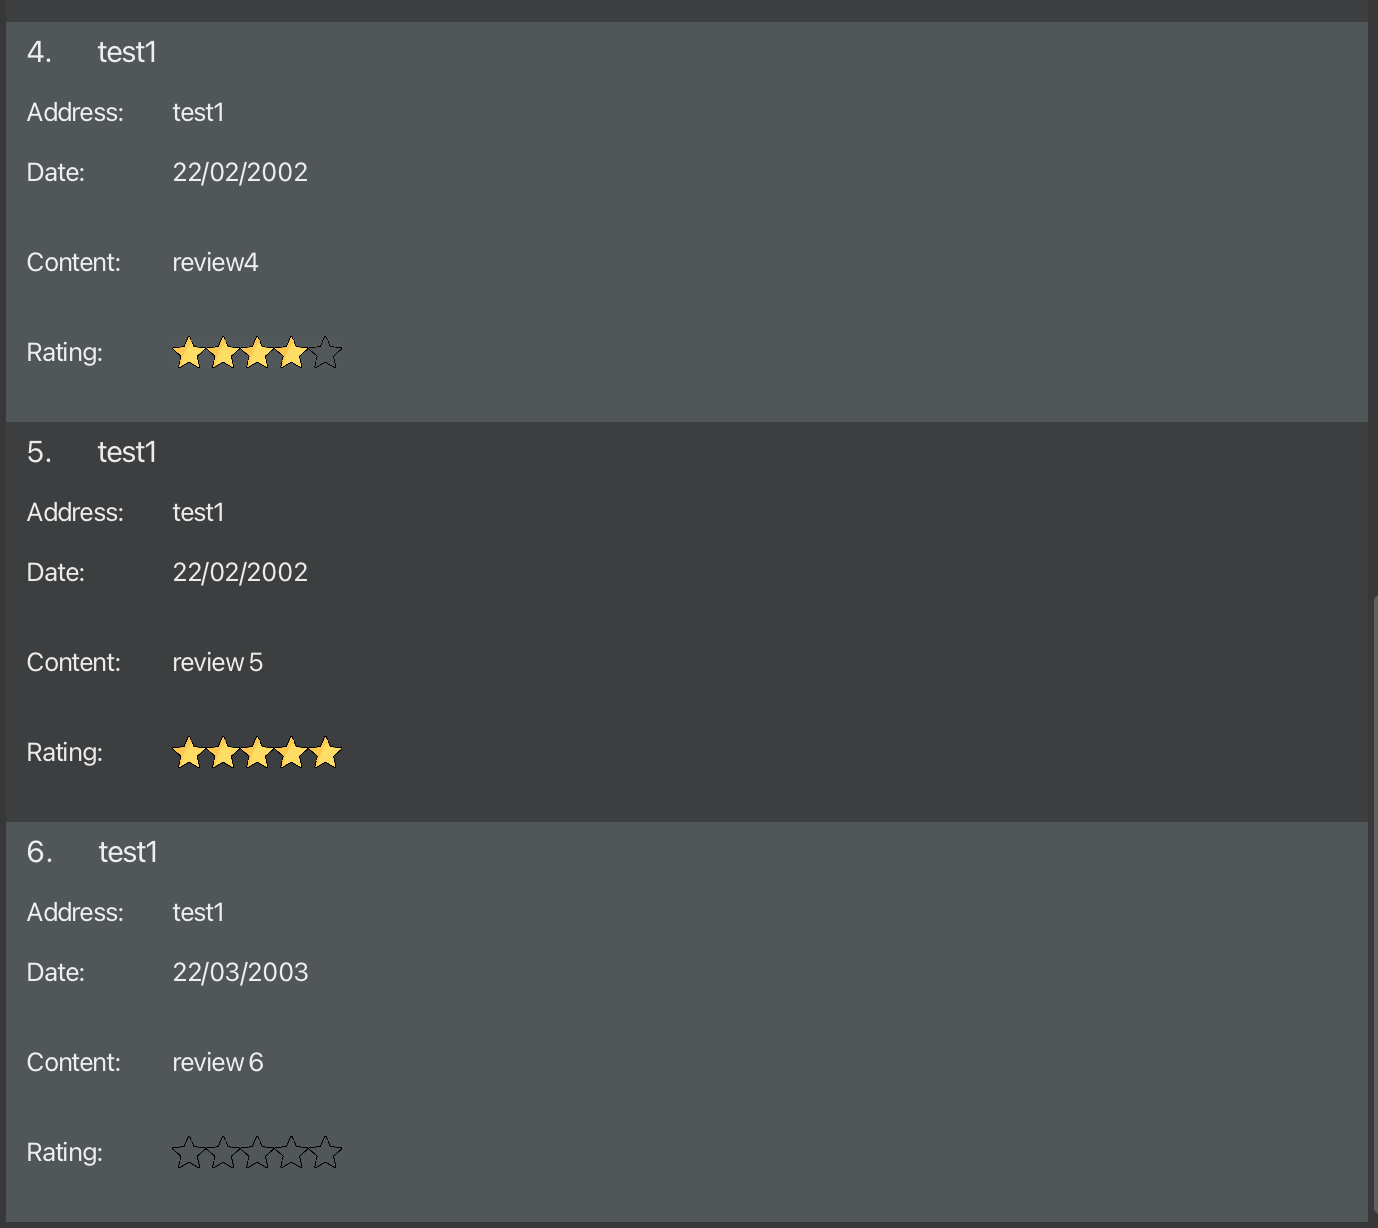 4. test1
Address: test1
Date: 22/02/2002
Content: review4
Rating:
5. test1
Address: test1
Date: 22/02/2002
Content: review 5
Rating:
6. test1
Address: test1
Date: 22/03/2003
Content: review 6
Rating: